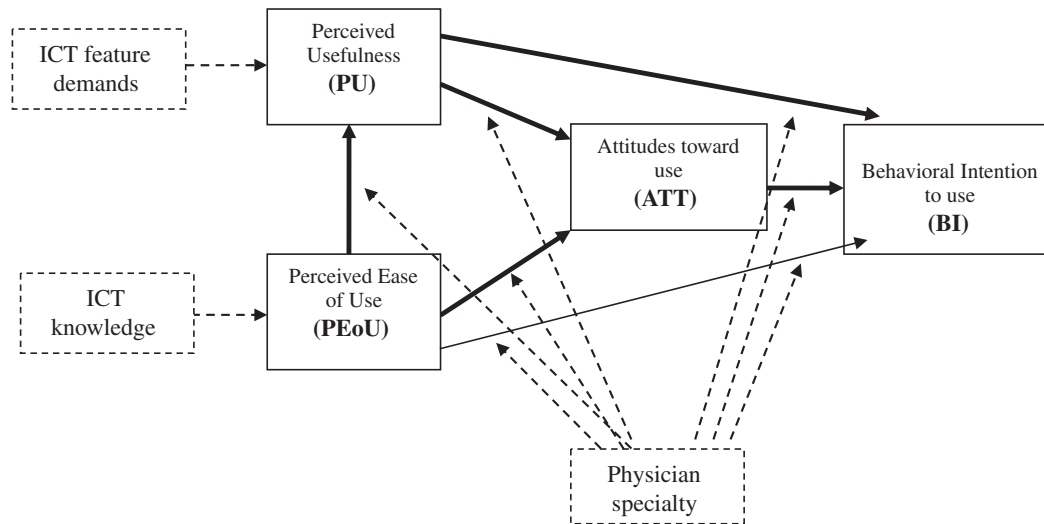 ICT feature
demands
Perceived
Usefulness
(PU)
Attitudes toward
use
(ATT)
Behavioral Intention
to use
(BI)
ICT
knowledge
Perceived Ease
of Use
(PEoU)
Physician
specialty